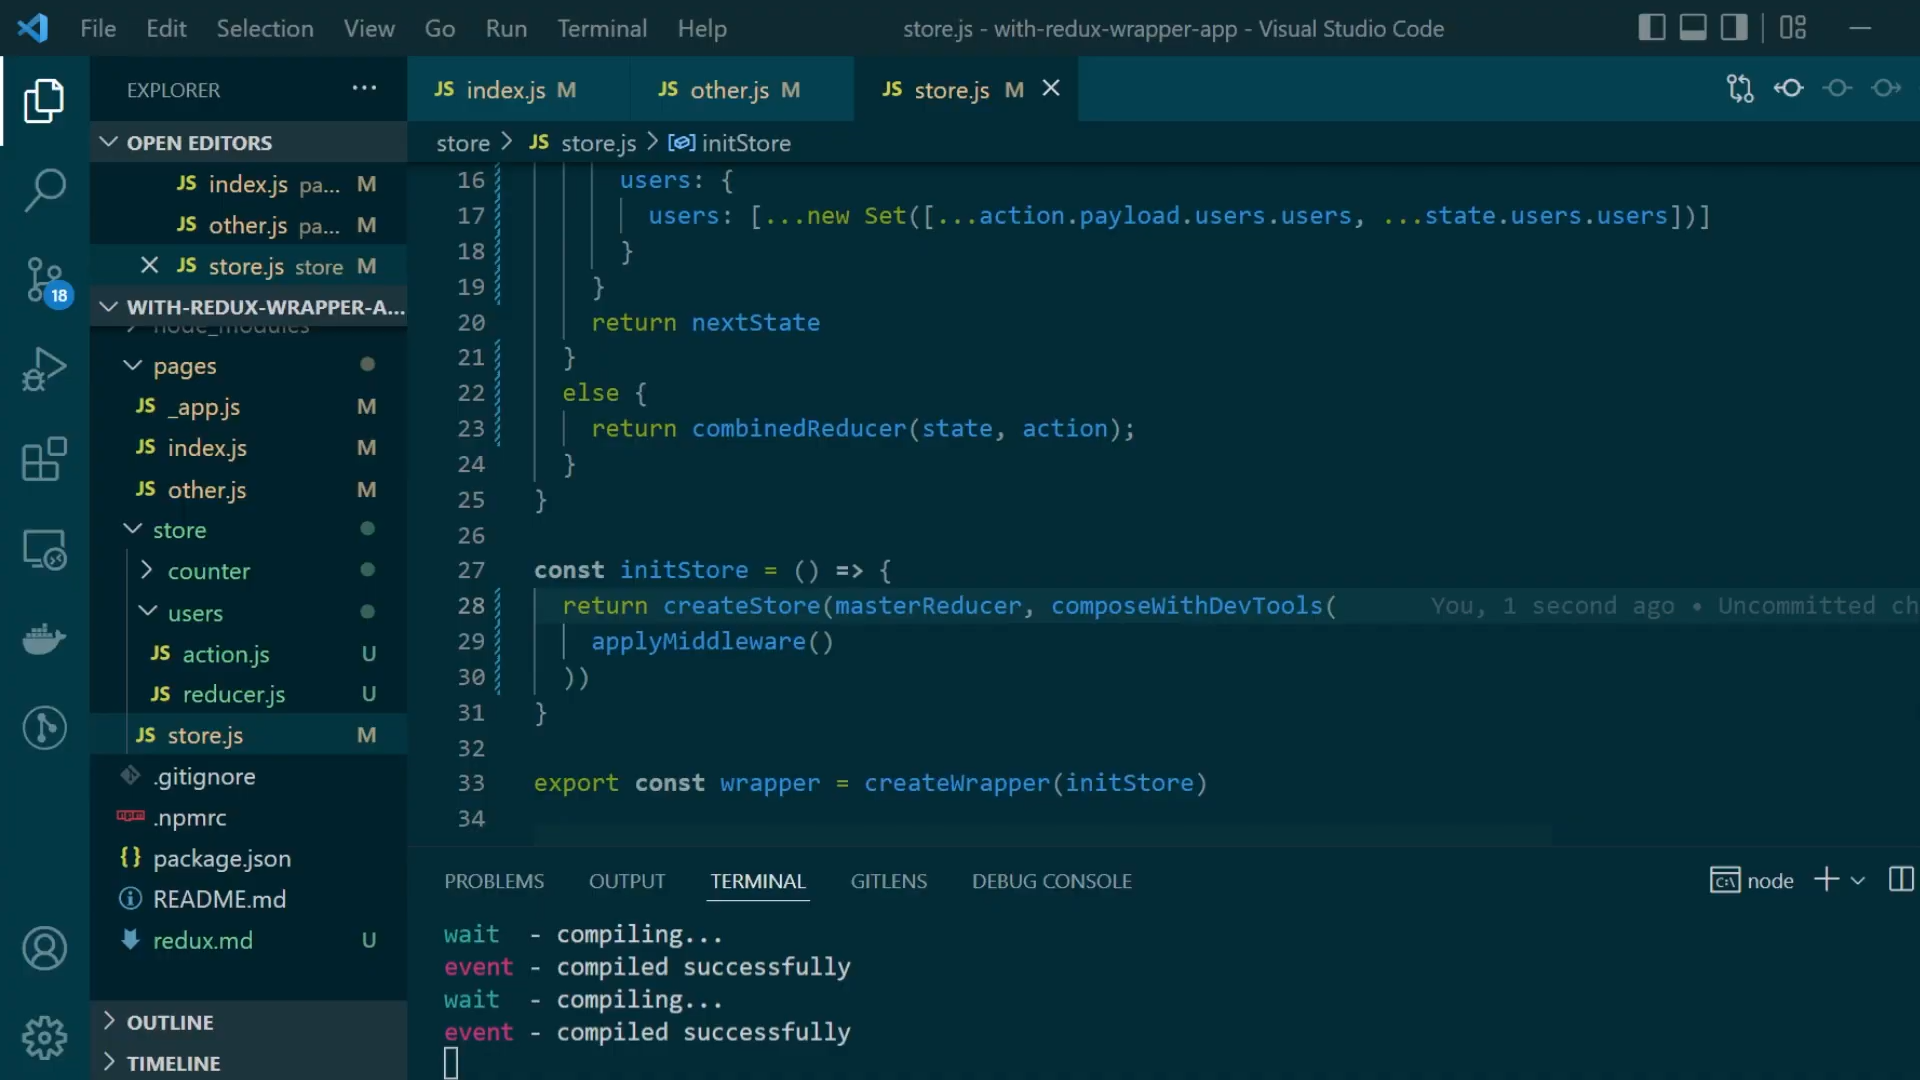 File Edit Selection View Go Run Terminal Help store.js - with-redux-wrapper-app - Visual Studio Code
EXPLORER ...
JS index.js M JS other.js M JS store.js M
OPEN EDITORS
store > JS store.js > initStore
JS index.js pa... M
JS other.js pa... M
JS store.js store M
18
WITH-REDUX-WRAPPER-A...
node_modules
pages
JS _app.js M
JS index.js M
JS other.js M
store
counter
users
JS action.js U
JS reducer.js U
JS store.js M
.gitignore
npm .npmrc
{} package.json
README.md
redux.md U
OUTLINE
TIMELINE
16 users: {
17 users: [...new Set([...action.payload.users.users, ...state.users.users])]
18 }
19 }
20 return nextState
21 }
22 else {
23 return combinedReducer(state, action);
24 }
25 }
26
27 const initStore = () => {
28 return createStore(masterReducer, composeWithDevTools( You, 1 second ago • Uncommitted ch
29 applyMiddleware()
30 ))
31 }
32
33 export const wrapper = createWrapper(initStore)
34
PROBLEMS OUTPUT TERMINAL GITLENS DEBUG CONSOLE node
wait - compiling...
event - compiled successfully
wait - compiling...
event - compiled successfully